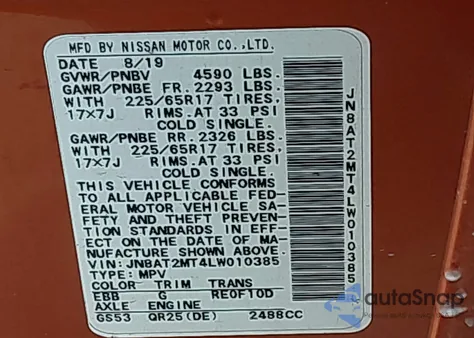 MFD BY NISSAN MOTOR CO.,LTD.
DATE 8/19
GVWR/PNBV 4590 LBS.
GAWR/PNBE FR. 2293 LBS.
WITH 225/65R17 TIRES,
17x7J RIMS. AT 33 PSI
COLD SINGLE.
GAWR/PNBE RR. 2326 LBS.
WITH 225/65R17 TIRES,
17x7J RIMS. AT 33 PSI
COLD SINGLE.
THIS VEHICLE CONFORMS
TO ALL APPLICABLE FED-
ERAL MOTOR VEHICLE SA-
FETY AND THEFT PREVEN-
TION STANDARDS IN EFF-
ECT ON THE DATE OF MA-
NUFACTURE SHOWN ABOVE.
VIN: JN8AT2MT4LW010385
TYPE: MPV
COLOR TRIM TRANS
EBB G RE0F10D
AXLE ENGINE
GS53 QR25(DE) 2488CC
JN8AT2MT4LW010385
autoSnap